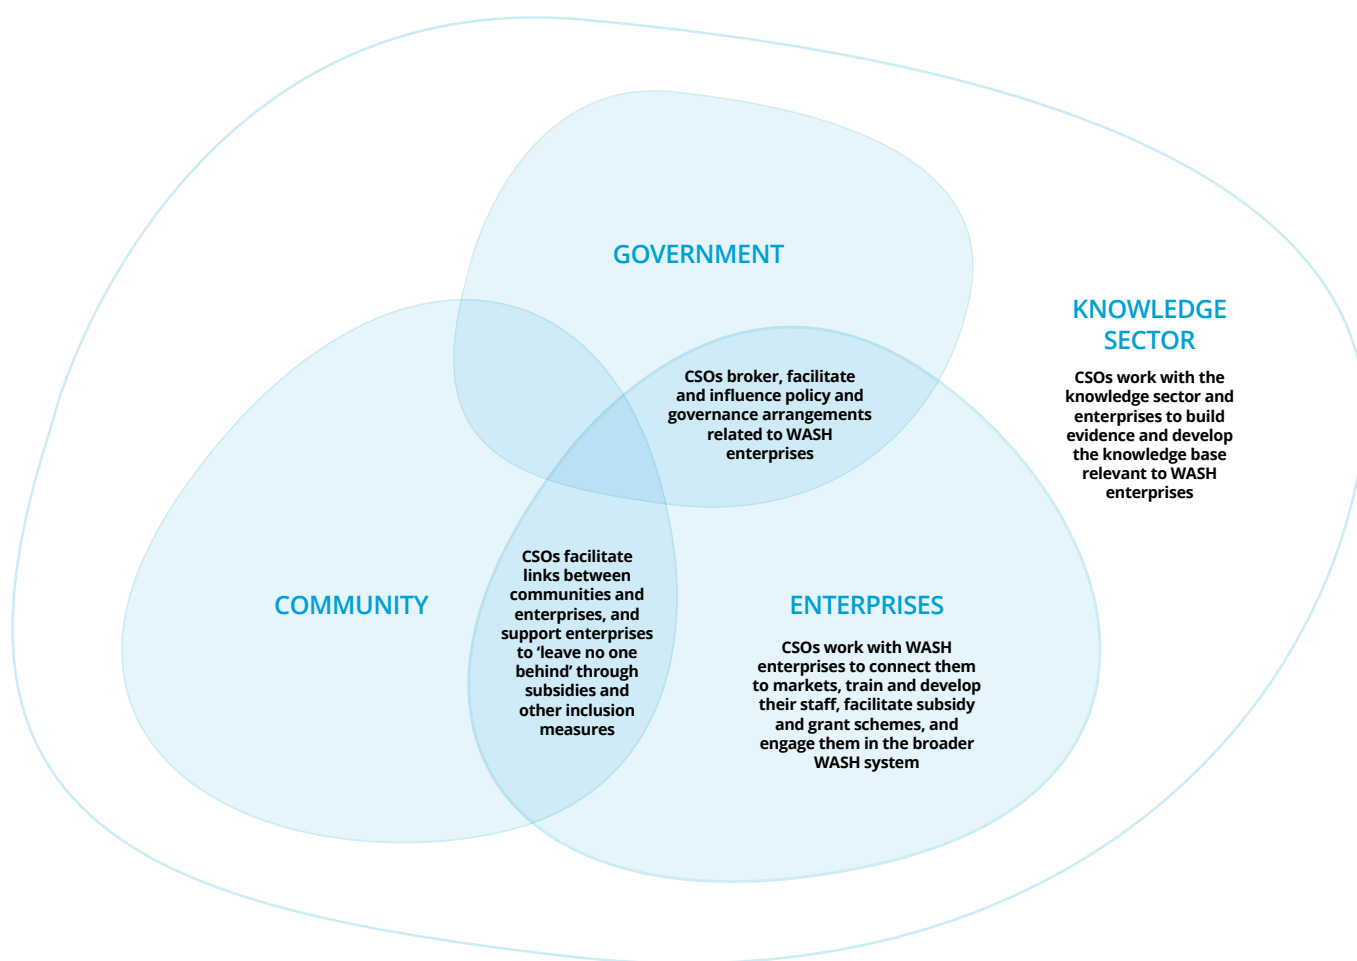 GOVERNMENT
CSOs broker, facilitate
and influence policy and
governance arrangements
related to WASH
enterprises
KNOWLEDGE
SECTOR
CSOs work with the
knowledge sector and
enterprises to build
evidence and develop
the knowledge base
relevant to WASH
enterprises
COMMUNITY
CSOs facilitate
links between
communities and
enterprises, and
support enterprises
to ‘leave no one
behind’ through
subsidies and
other inclusion
measures
ENTERPRISES
CSOs work with WASH
enterprises to connect them
to markets, train and develop
their staff, facilitate subsidy
and grant schemes, and
engage them in the broader
WASH system